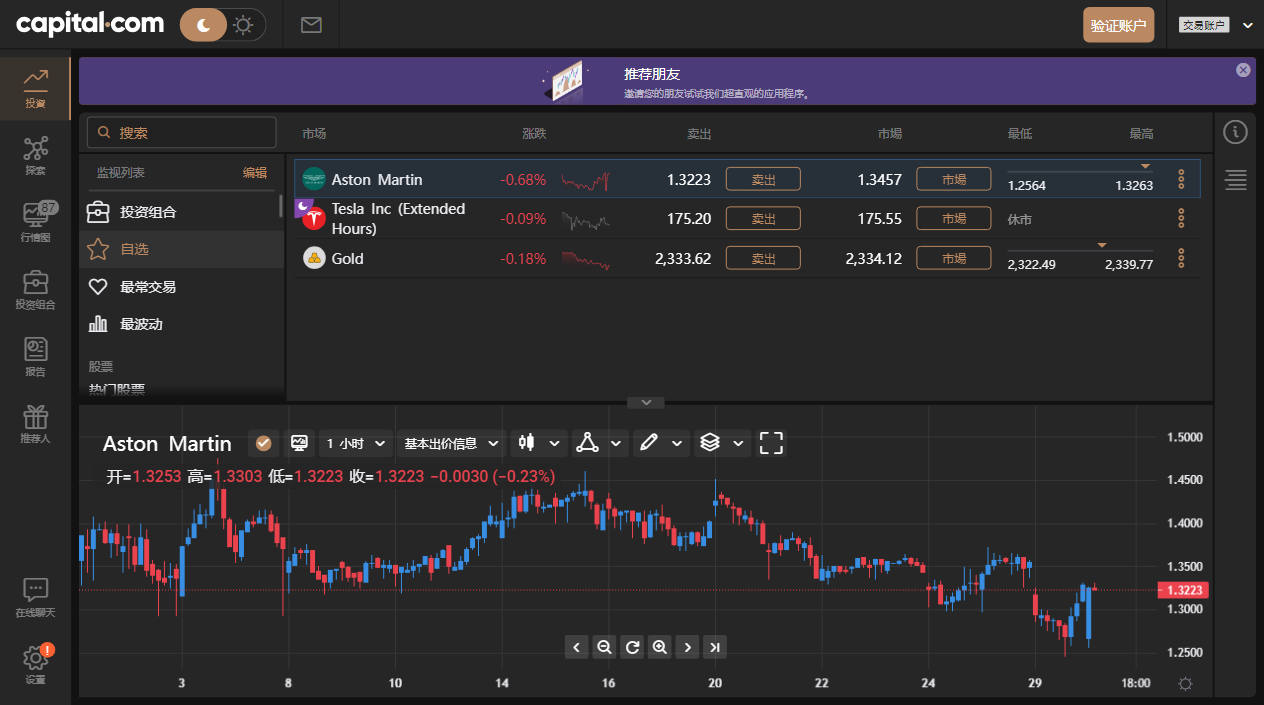 capital.com
验证账户
交易账户
投资
探索
87
行情图
投资组合
报告
推荐人
在线聊天
!
设置
推荐朋友
邀请您的朋友试试我们超直观的应用程序。
搜索
监视列表 编辑
投资组合
自选
最常交易
最波动
股票
热门股票
市场 涨跌 卖出 市場 最低 最高
Aston Martin -0.68% 1.3223 卖出 1.3457 市場 1.2564 1.3263
Tesla Inc (Extended Hours) -0.09% 175.20 卖出 175.55 市場 休市
Gold -0.18% 2,333.62 卖出 2,334.12 市場 2,322.49 2,339.77
Aston Martin 1 小时 基本出价信息
开=1.3253 高=1.3303 低=1.3223 收=1.3223 −0.0030 (−0.23%)
1.5000
1.4500
1.4000
1.3500
1.3223
1.3000
1.2500
3 8 10 14 16 20 22 24 29 18:00